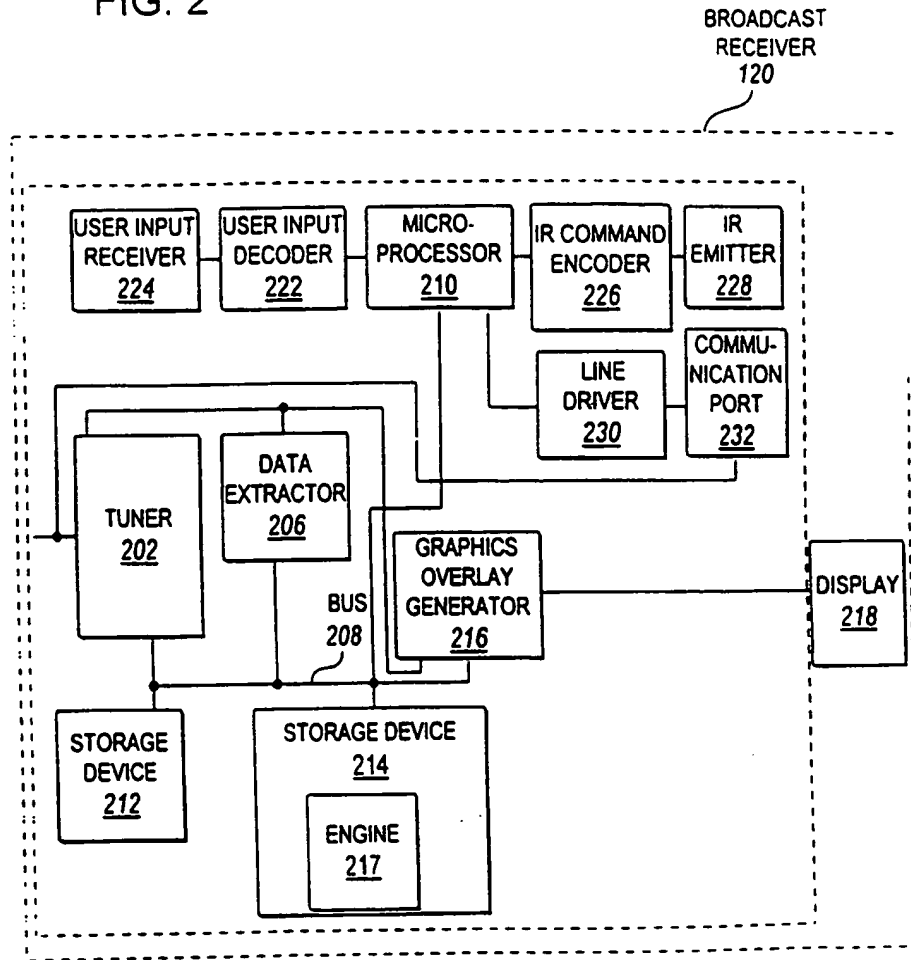 FIG. 2
BROADCAST
RECEIVER
120
USER INPUT
RECEIVER
224
USER INPUT
DECODER
222
MICRO-
PROCESSOR
210
IR COMMAND
ENCODER
226
IR
EMITTER
228
LINE
DRIVER
230
COMMU-
NICATION
PORT
232
TUNER
202
DATA
EXTRACTOR
206
GRAPHICS
OVERLAY
GENERATOR
216
DISPLAY
218
BUS
208
STORAGE
DEVICE
212
STORAGE DEVICE
214
ENGINE
217